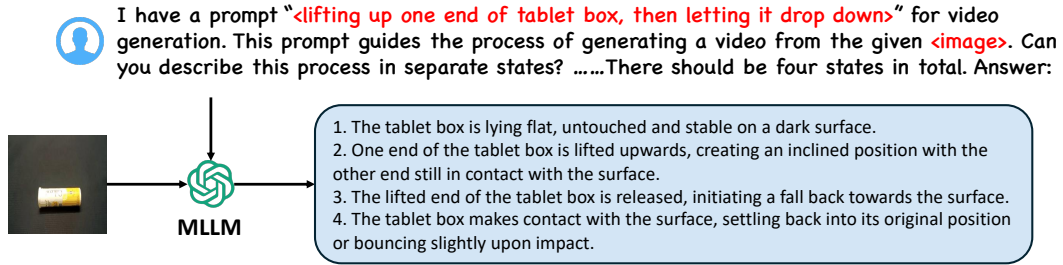 I have a prompt “<lifting up one end of tablet box, then letting it drop down>” for video
generation. This prompt guides the process of generating a video from the given <image>. Can
you describe this process in separate states? ……There should be four states in total. Answer:
1. The tablet box is lying flat, untouched and stable on a dark surface.
2. One end of the tablet box is lifted upwards, creating an inclined position with the
other end still in contact with the surface.
3. The lifted end of the tablet box is released, initiating a fall back towards the surface.
4. The tablet box makes contact with the surface, settling back into its original position
or bouncing slightly upon impact.
MLLM